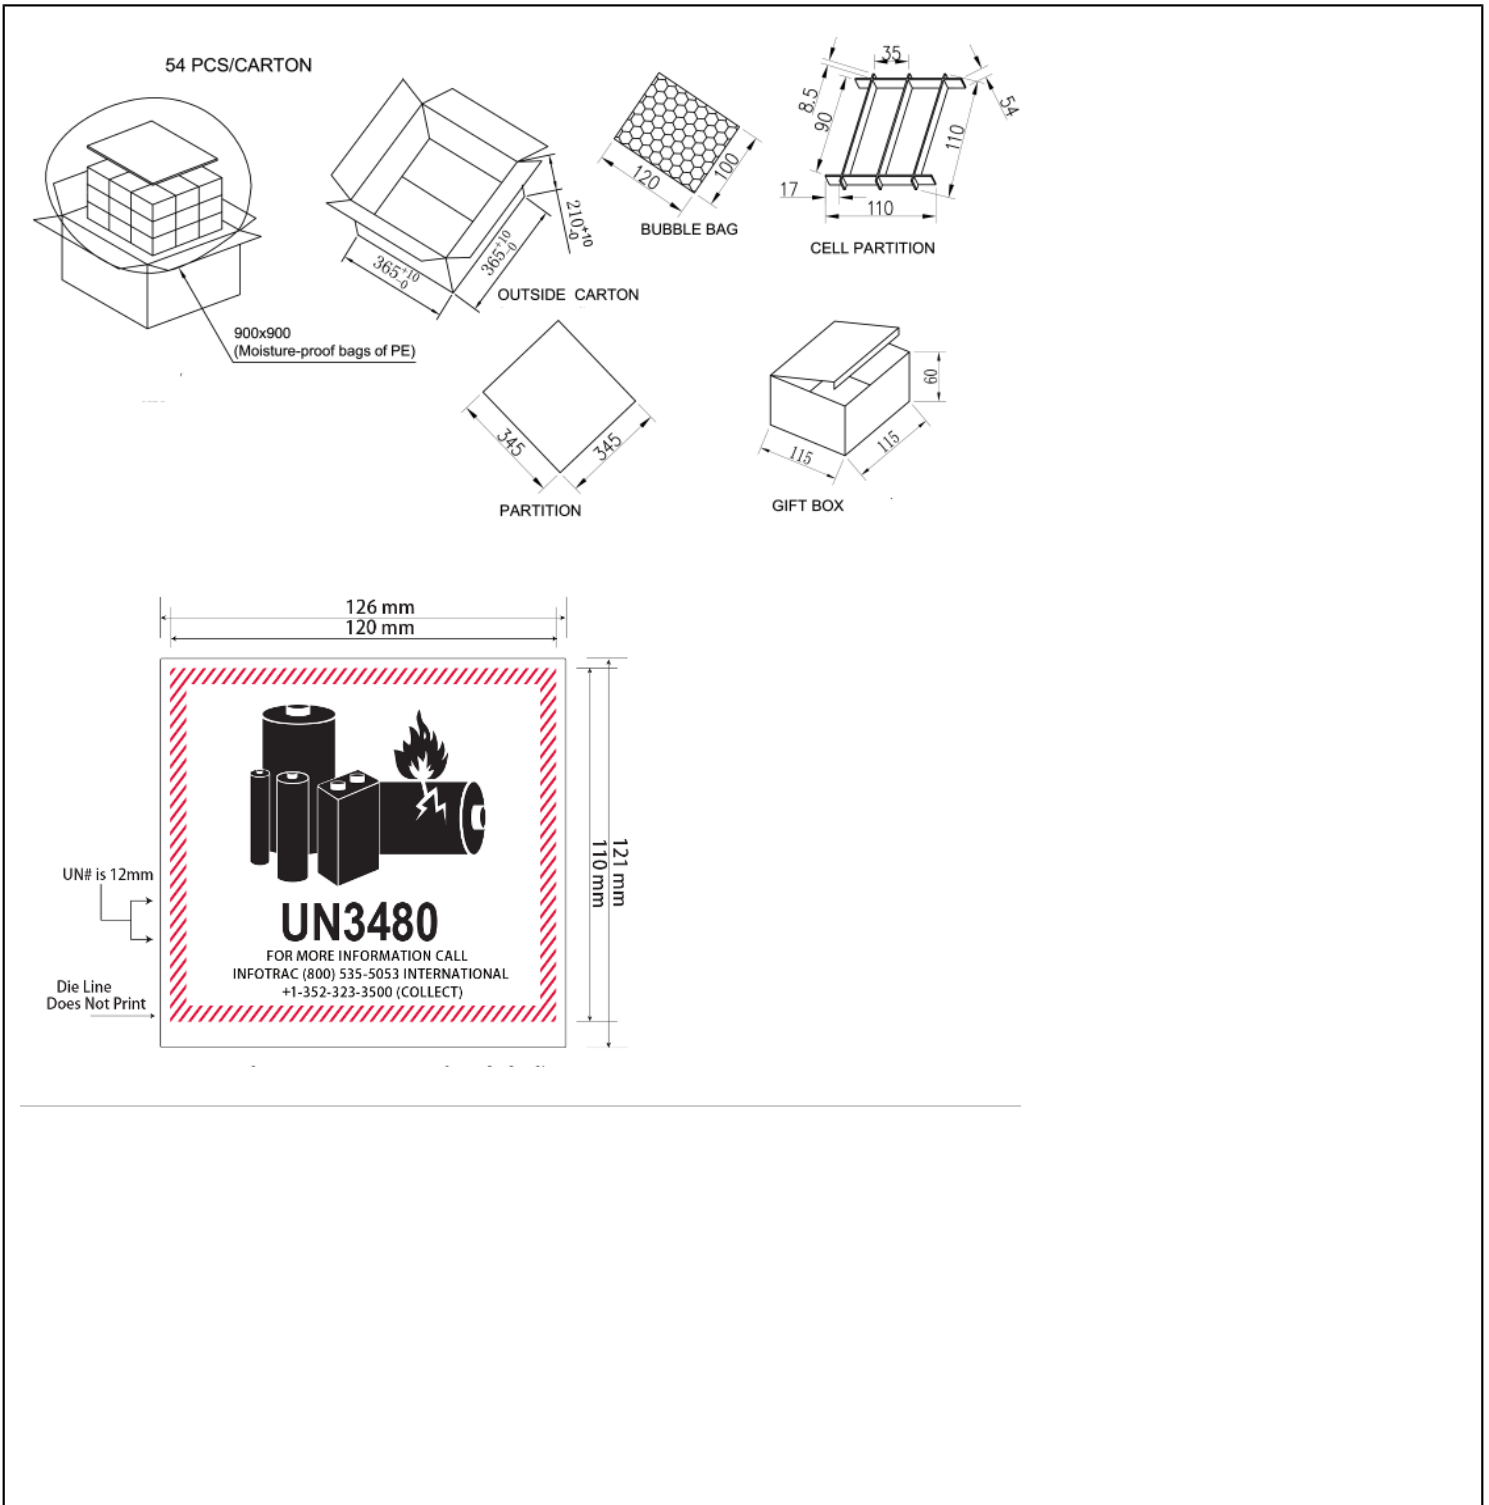 54 PCS/CARTON
900x900
(Moisture-proof bags of PE)
365+10-0
365+10-0
210+10-0
OUTSIDE CARTON
120
100
BUBBLE BAG
35
8.5
90
54
110
17
110
CELL PARTITION
345
345
PARTITION
60
115
115
GIFT BOX
126 mm
120 mm
121 mm
110 mm
UN# is 12mm
Die Line
Does Not Print
UN3480
FOR MORE INFORMATION CALL
INFOTRAC (800) 535-5053 INTERNATIONAL
+1-352-323-3500 (COLLECT)